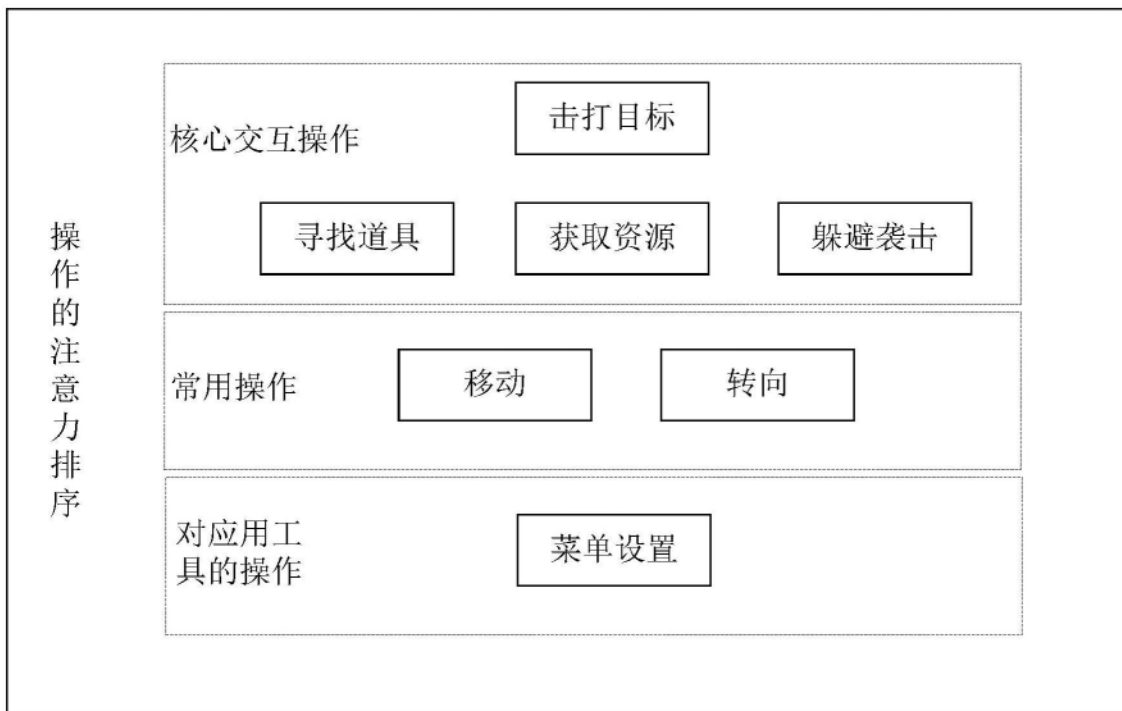 操作的注意力排序
核心交互操作
击打目标
寻找道具
获取资源
躲避袭击
常用操作
移动
转向
对应用工
具的操作
菜单设置